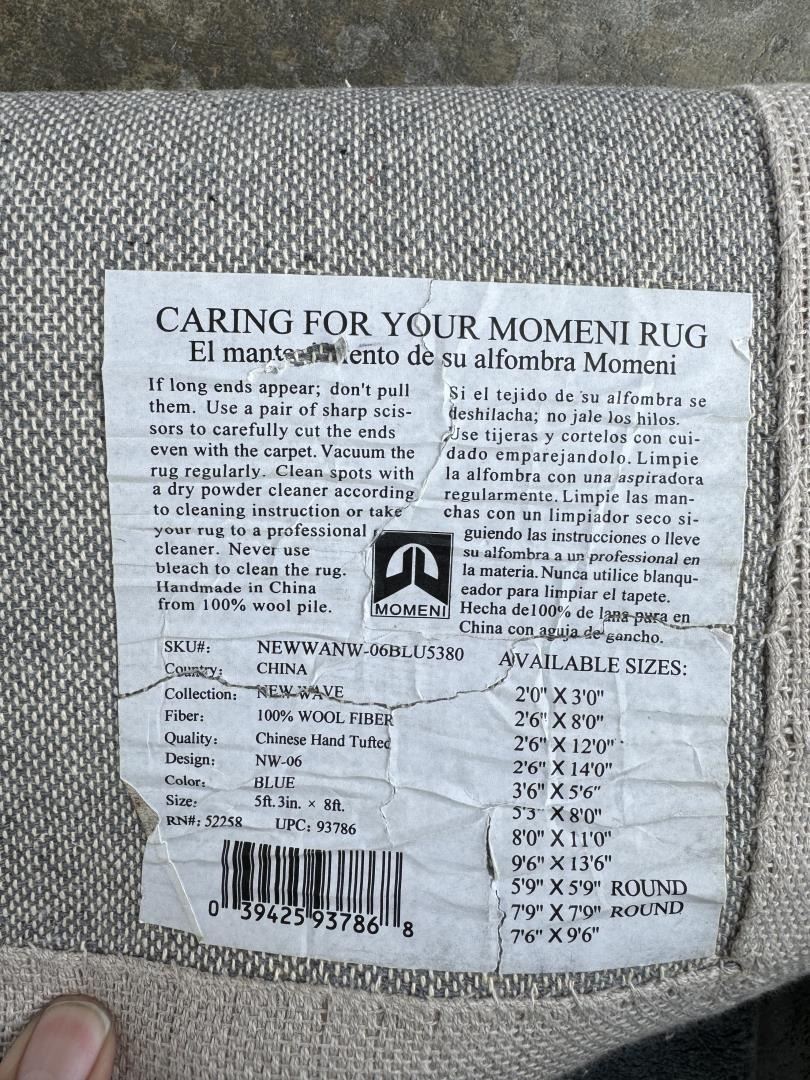 CARING FOR YOUR MOMENI RUG
El mantenimiento de su alfombra Momeni
If long ends appear; don't pull
them. Use a pair of sharp scis-
sors to carefully cut the ends
even with the carpet. Vacuum the
rug regularly. Clean spots with
a dry powder cleaner according
to cleaning instruction or take
your rug to a professional
cleaner. Never use
bleach to clean the rug.
Handmade in China
from 100% wool pile.
Si el tejido de su alfombra se
deshilacha; no jale los hilos.
Use tijeras y cortelos con cui-
dado emparejandolo. Limpie
la alfombra con una aspiradora
regularmente. Limpie las man-
chas con un limpiador seco si-
guiendo las instrucciones o lleve
su alfombra a un professional en
la materia. Nunca utilice blanqu-
eador para limpiar el tapete.
Hecha de100% de lana pura en
China con aguja de gancho.
MOMENI
SKU#: NEWWANW-06BLU5380
Country: CHINA
Collection: NEW WAVE
Fiber: 100% WOOL FIBER
Quality: Chinese Hand Tufted
Design: NW-06
Color: BLUE
Size: 5ft.3in. × 8ft.
RN#: 52258 UPC: 93786
0 39425 93786 8
AVAILABLE SIZES:
2'0" X 3'0"
2'6" X 8'0"
2'6" X 12'0"
2'6" X 14'0"
3'6" X 5'6"
5'3" X 8'0"
8'0" X 11'0"
9'6" X 13'6"
5'9" X 5'9" ROUND
7'9" X 7'9" ROUND
7'6" X 9'6"